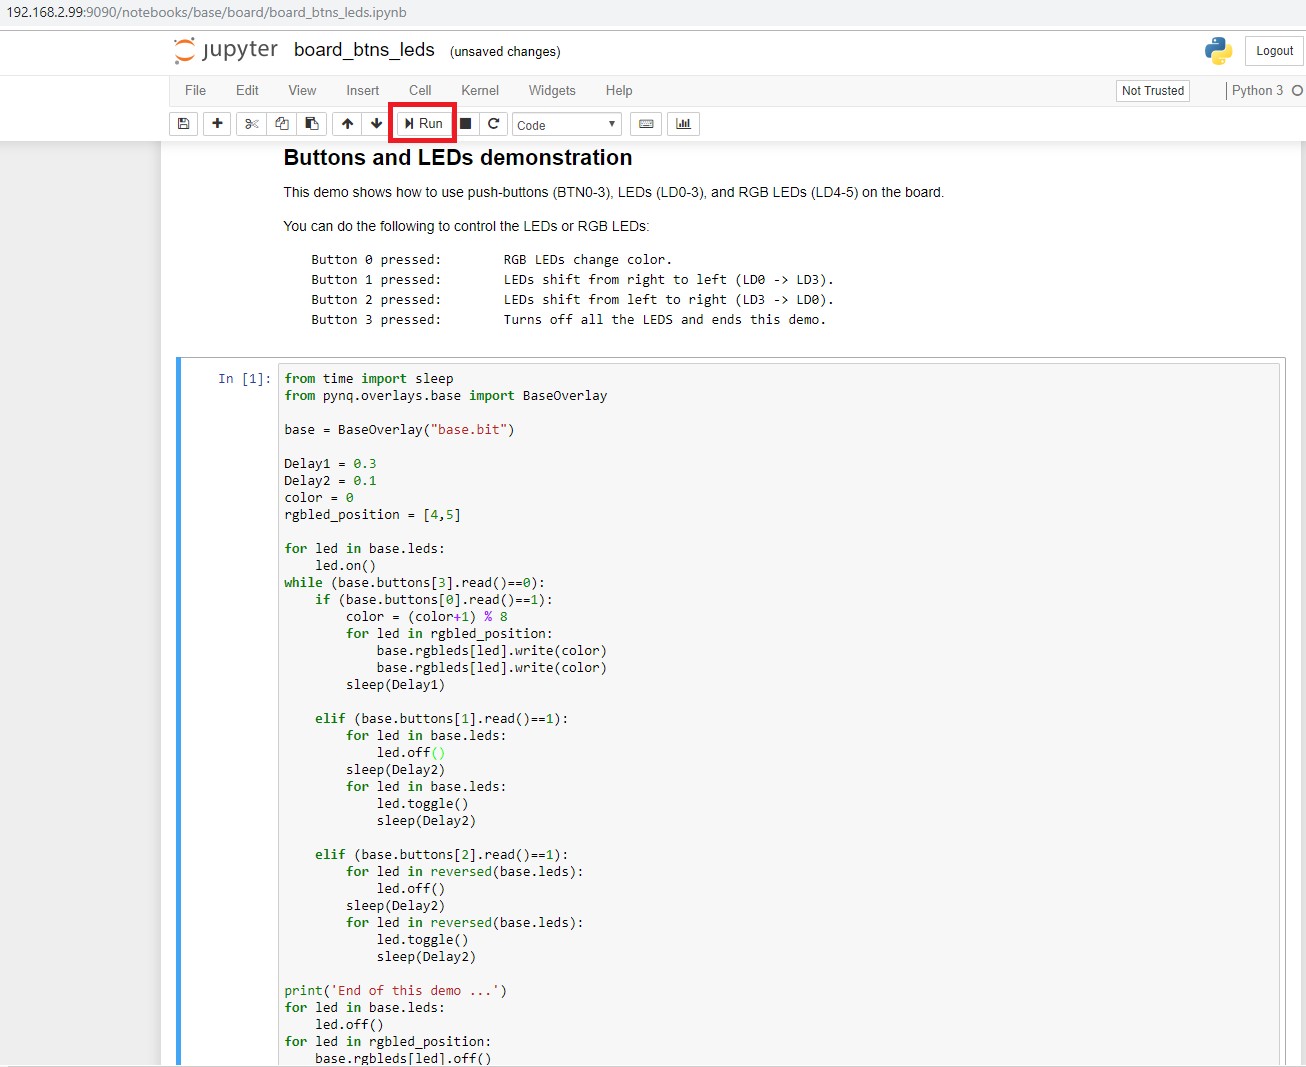 192.168.2.99:9090/notebooks/base/board/board_btns_leds.ipynb
jupyter board_btns_leds (unsaved changes) Logout
File Edit View Insert Cell Kernel Widgets Help Not Trusted Python 3
Run Code
Buttons and LEDs demonstration
This demo shows how to use push-buttons (BTN0-3), LEDs (LD0-3), and RGB LEDs (LD4-5) on the board.
You can do the following to control the LEDs or RGB LEDs:
Button 0 pressed: RGB LEDs change color.
Button 1 pressed: LEDs shift from right to left (LD0 -> LD3).
Button 2 pressed: LEDs shift from left to right (LD3 -> LD0).
Button 3 pressed: Turns off all the LEDS and ends this demo.
In [1]: from time import sleep
from pynq.overlays.base import BaseOverlay
base = BaseOverlay("base.bit")
Delay1 = 0.3
Delay2 = 0.1
color = 0
rgbled_position = [4,5]
for led in base.leds:
led.on()
while (base.buttons[3].read()==0):
if (base.buttons[0].read()==1):
color = (color+1) % 8
for led in rgbled_position:
base.rgbleds[led].write(color)
base.rgbleds[led].write(color)
sleep(Delay1)
elif (base.buttons[1].read()==1):
for led in base.leds:
led.off()
sleep(Delay2)
for led in base.leds:
led.toggle()
sleep(Delay2)
elif (base.buttons[2].read()==1):
for led in reversed(base.leds):
led.off()
sleep(Delay2)
for led in reversed(base.leds):
led.toggle()
sleep(Delay2)
print('End of this demo ...')
for led in base.leds:
led.off()
for led in rgbled_position:
base.rgbleds[led].off()